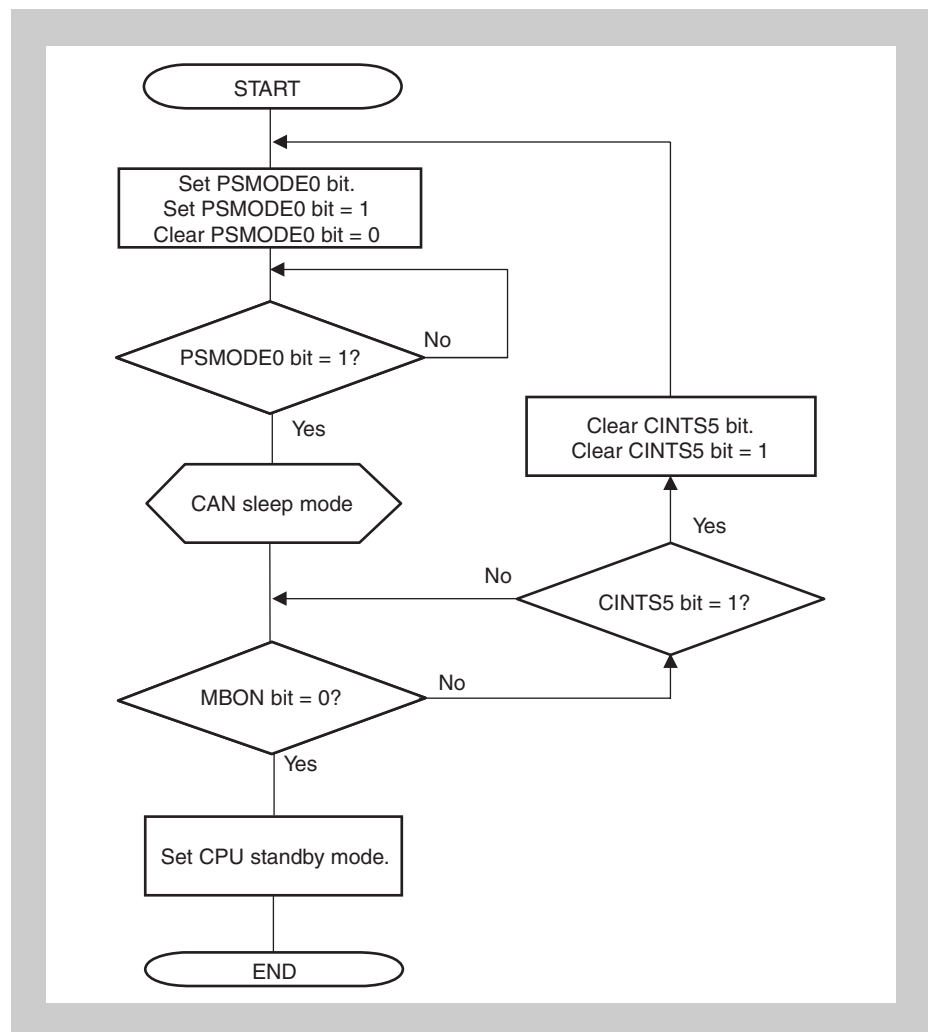 START
Set PSMODE0 bit.
Set PSMODE0 bit = 1
Clear PSMODE0 bit = 0
PSMODE0 bit = 1?
No
Yes
CAN sleep mode
Clear CINTS5 bit.
Clear CINTS5 bit = 1
Yes
CINTS5 bit = 1?
No
MBON bit = 0?
No
Yes
Set CPU standby mode.
END